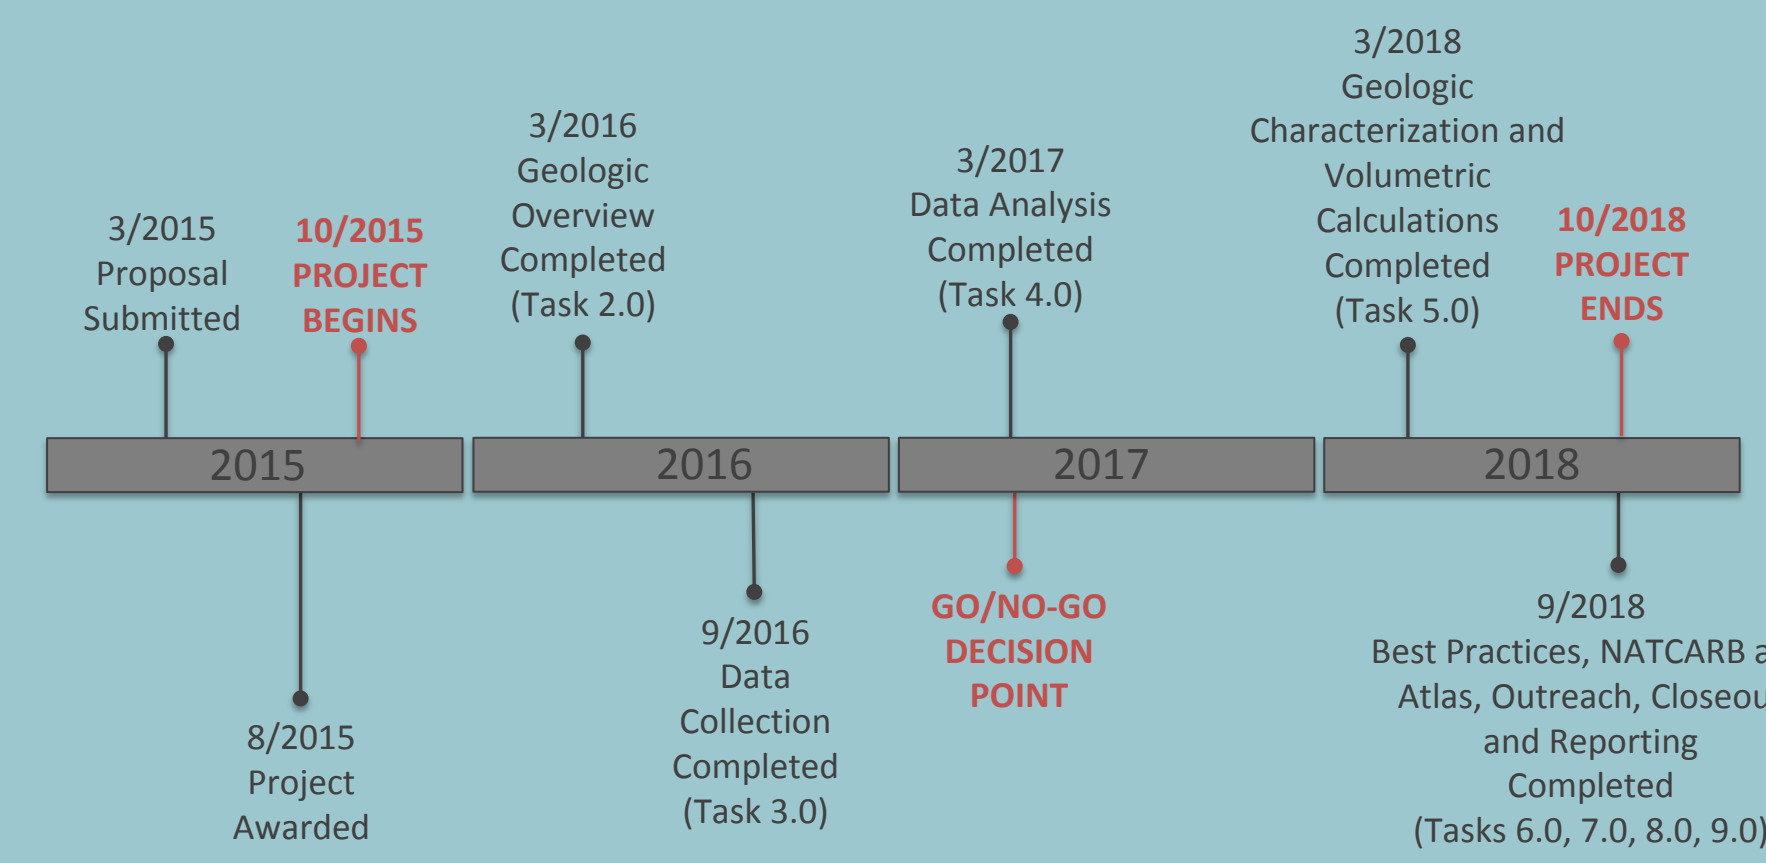 3/2015
Proposal
Submitted
10/2015
PROJECT
BEGINS
3/2016
Geologic
Overview
Completed
(Task 2.0)
3/2017
Data Analysis
Completed
(Task 4.0)
3/2018
Geologic
Characterization and
Volumetric
Calculations
Completed
(Task 5.0)
10/2018
PROJECT
ENDS
2015
2016
2017
2018
8/2015
Project
Awarded
9/2016
Data
Collection
Completed
(Task 3.0)
GO/NO-GO
DECISION
POINT
9/2018
Best Practices, NATCARB
Atlas, Outreach,
and Reporting
Completed
(Tasks 6.0, 7.0, 8.0, 9.0)